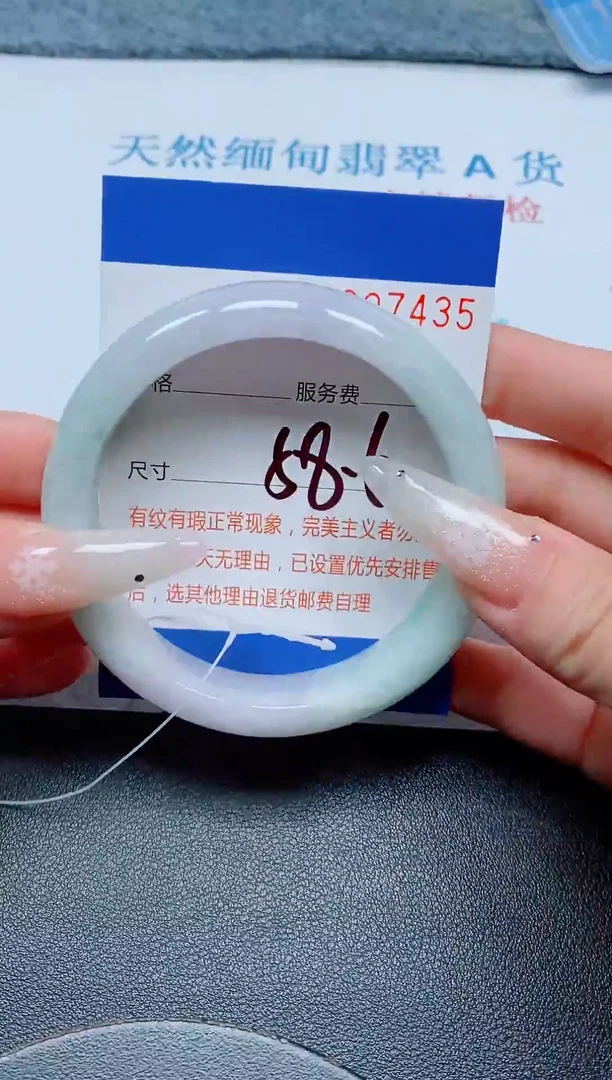 天然缅甸翡翠 A 货
检
7435
格 服务费
尺寸 58.
有纹有瑕正常现象，完美主义者勿
天无理由，已设置优先安排售
后，选其他理由退货邮费自理